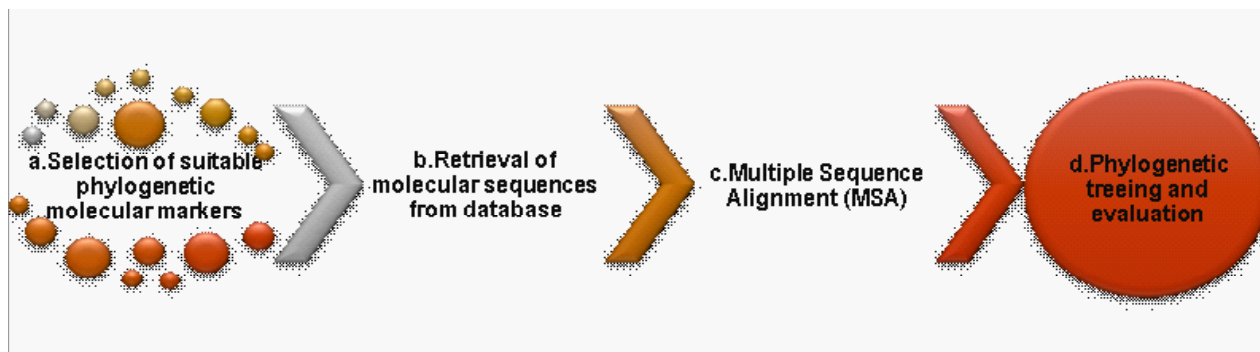 a.Selection of suitable
phylogenetic
molecular markers
b.Retrieval of
molecular sequences
from database
c.Multiple Sequence
Alignment (MSA)
d.Phylogenetic
treeing and
evaluation